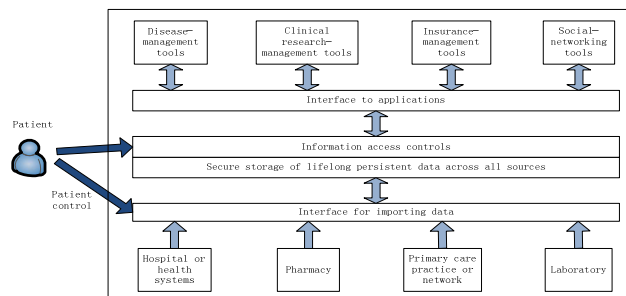 Disease-
management
tools
Clinical
research-
management tools
Insurance-
management
tools
Social-
networking
tools
Interface to applications
Patient
Information access controls
Secure storage of lifelong persistent data across all sources
Patient
control
Interface for importing data
Hospital or
health
systems
Pharmacy
Primary care
practice or
network
Laboratory